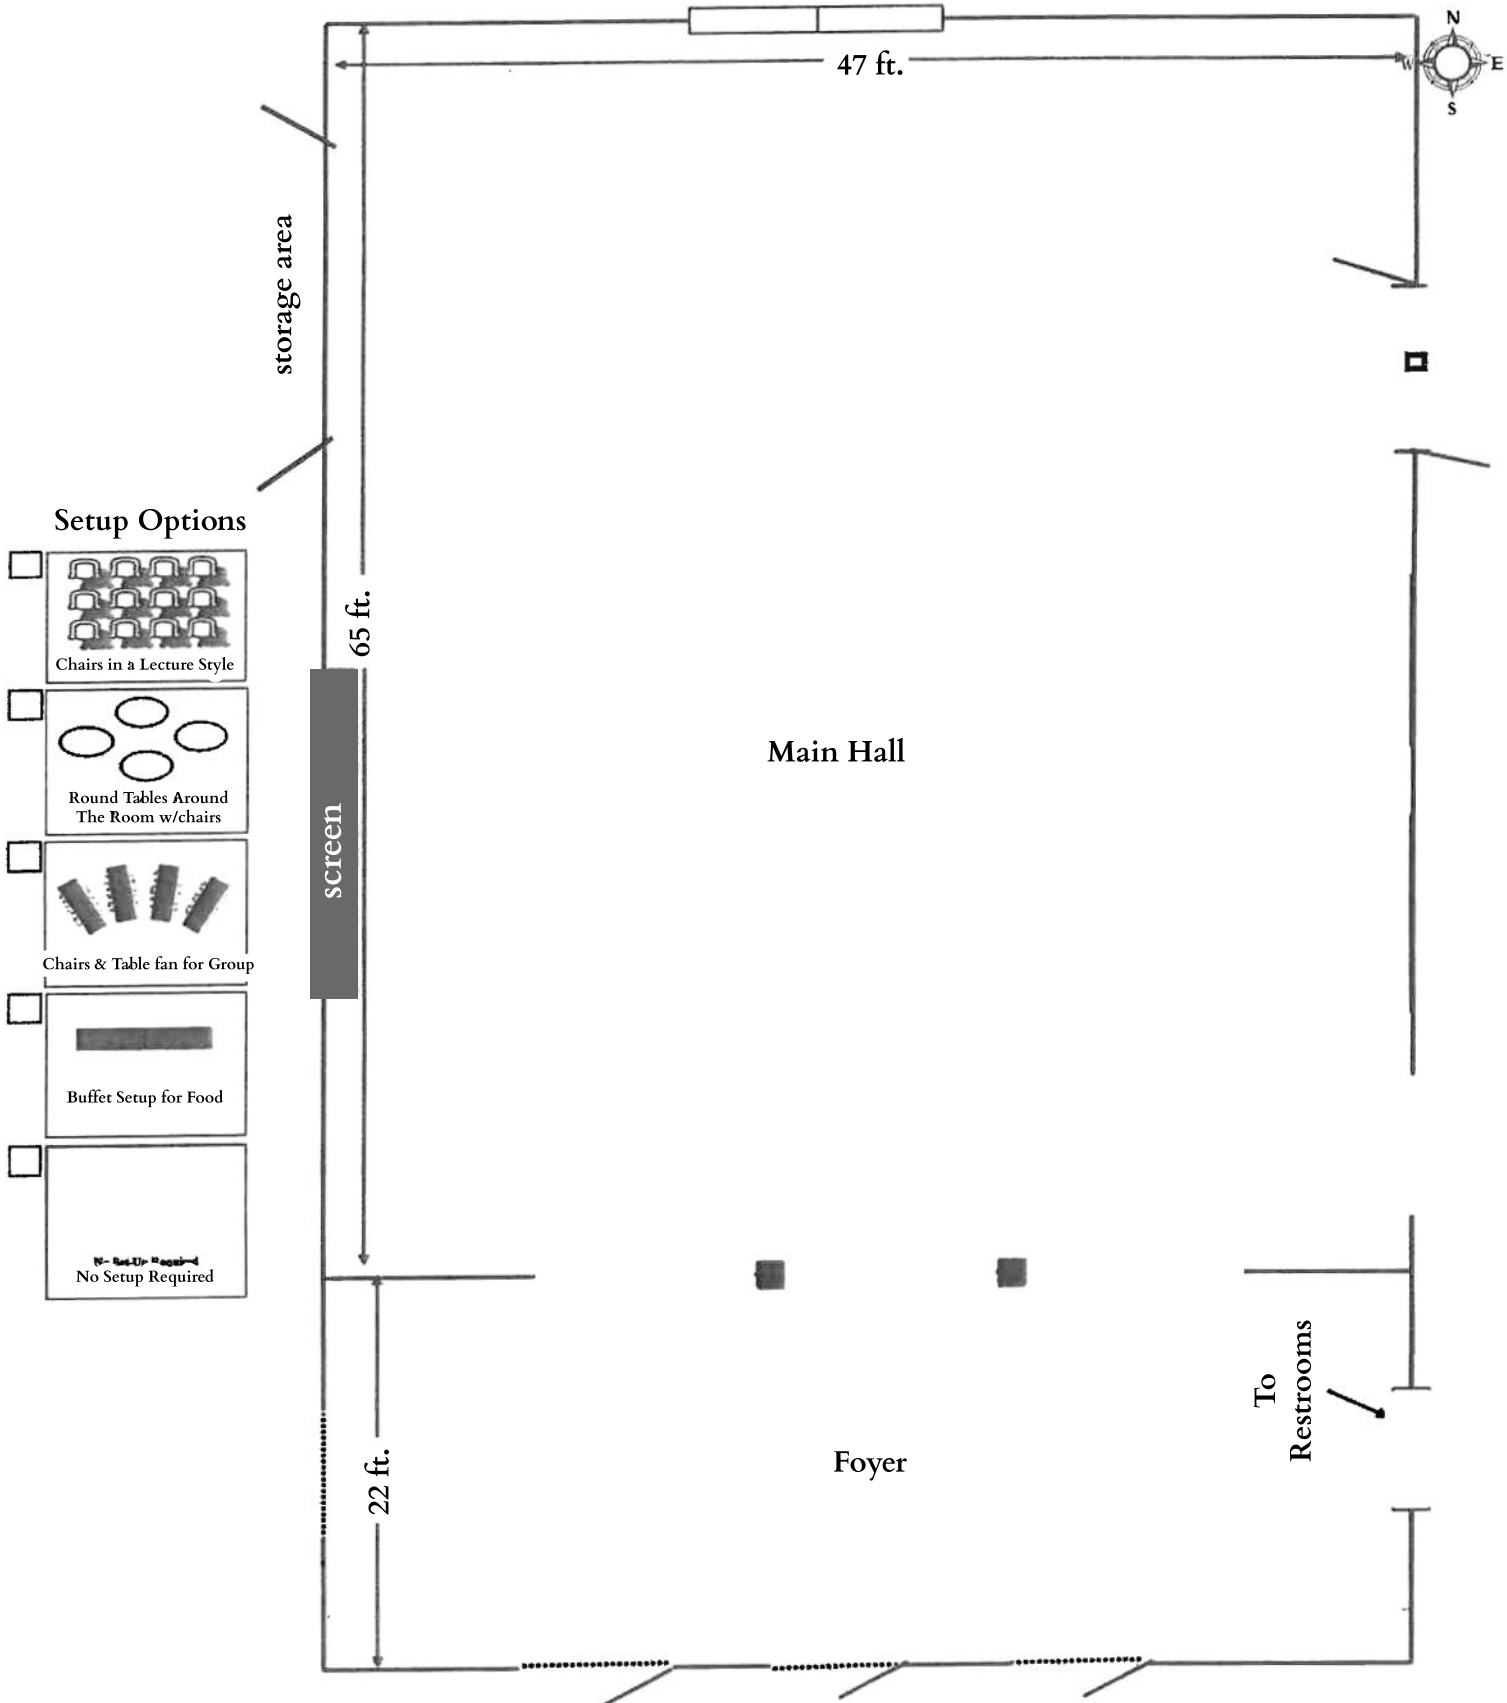 N
47 ft.
W
E
S
storage area
Setup Options
Chairs in a Lecture Style
65 ft.
Round Tables Around
The Room w/chairs
Main Hall
screen
Chairs & Table fan for Group
Buffet Setup for Food
No Setup Required
To
Restrooms
22 ft.
Foyer